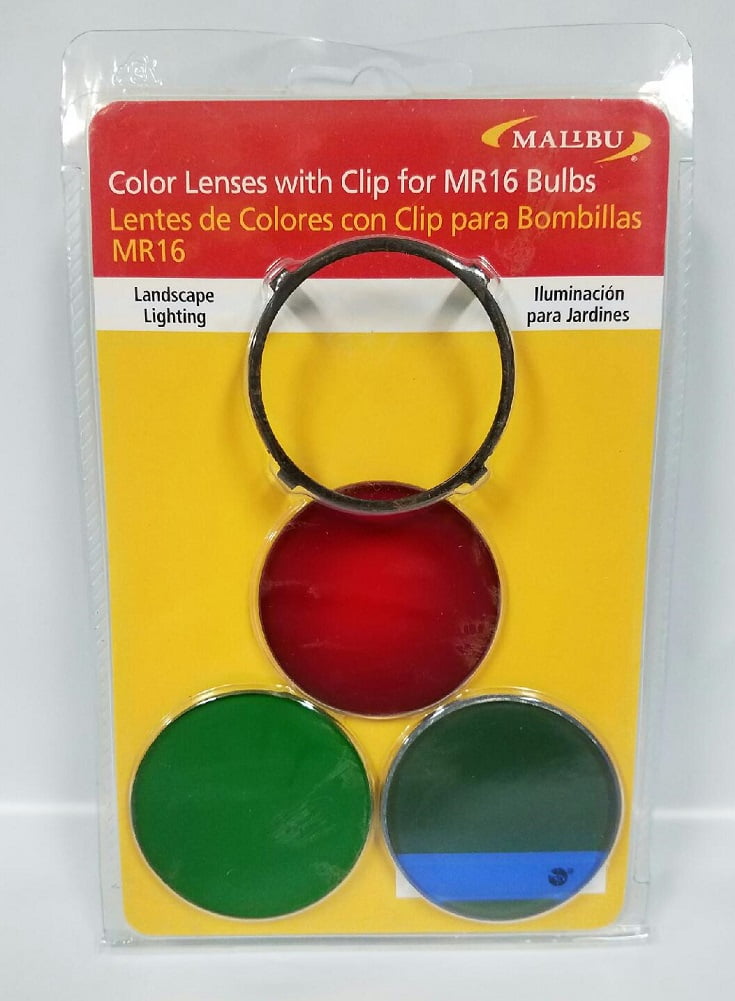 MALIBU
Color Lenses with Clip for MR16 Bulbs
Lentes de Colores con Clip para Bombillas
MR16
Landscape
Lighting
Iluminación
para Jardines